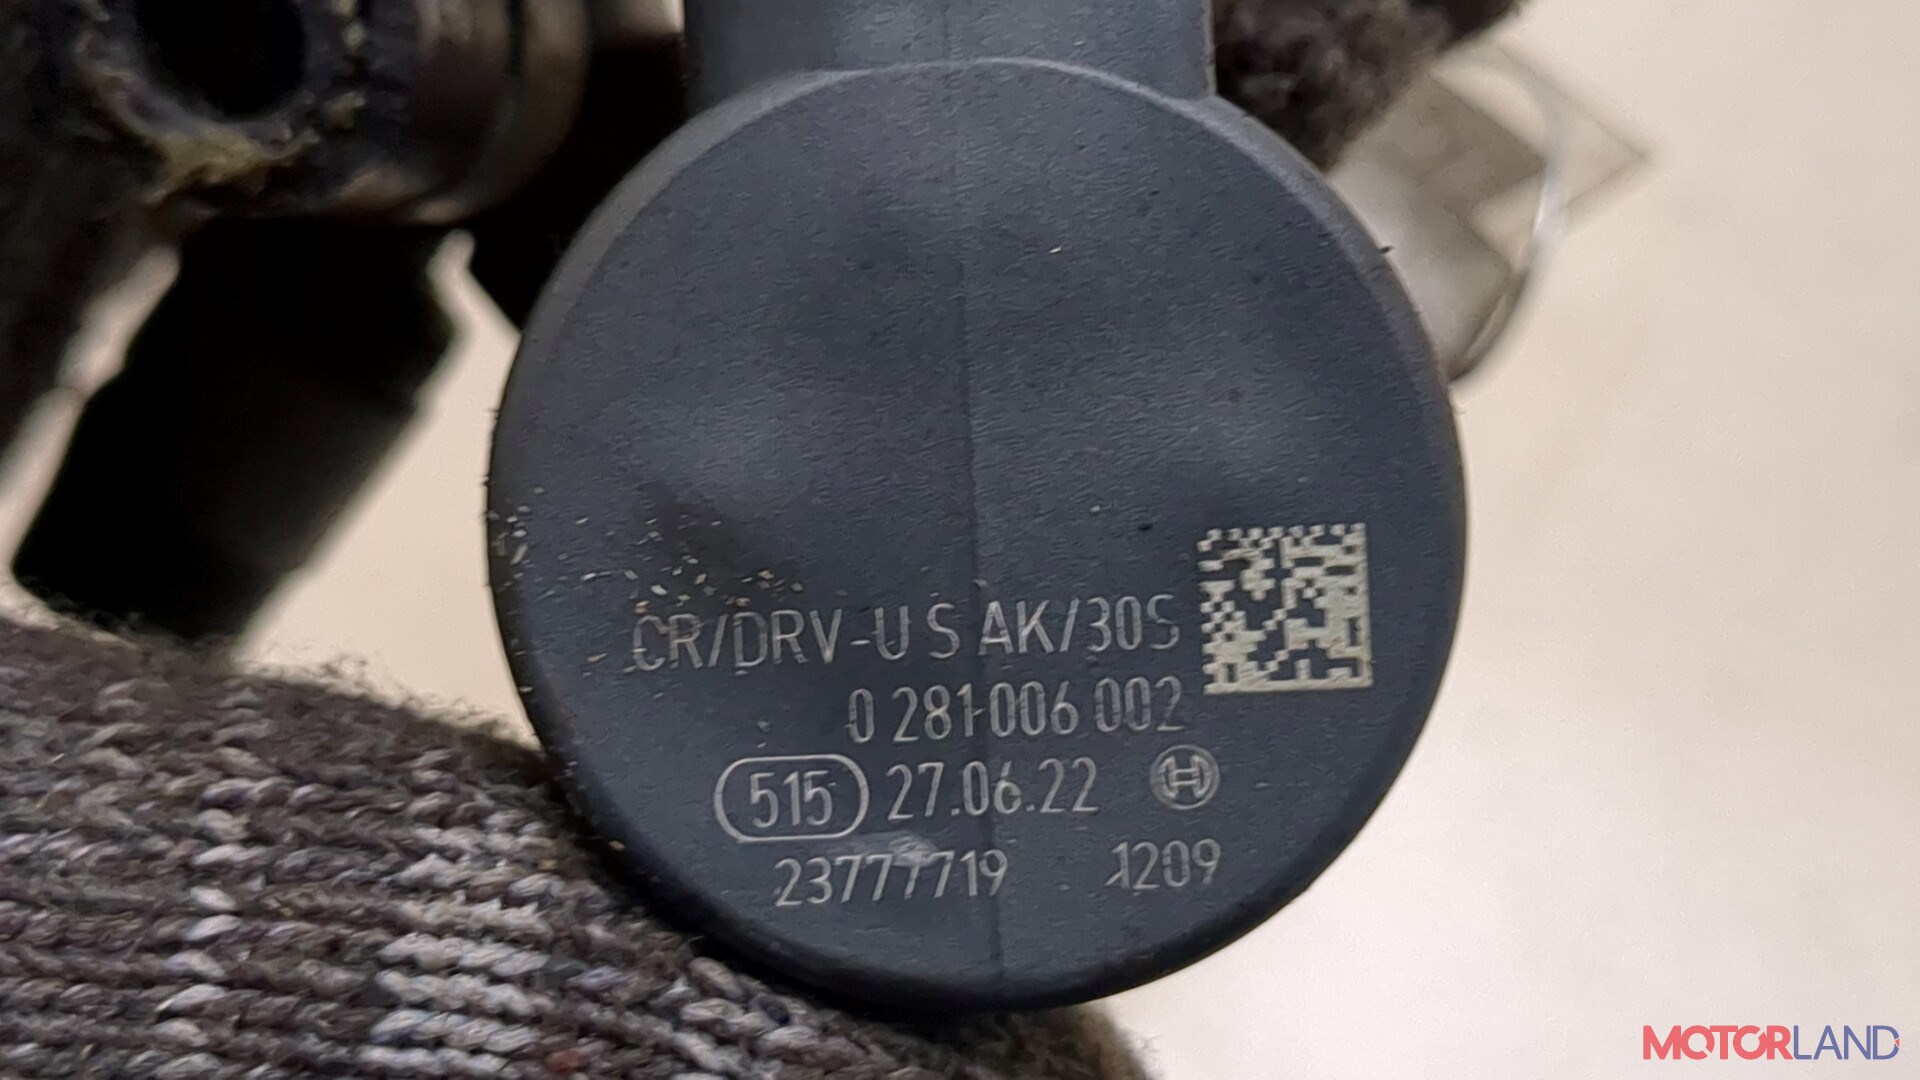 CR/DRV-U S AK/30S
0 281 006 002
515 27.06.22
23777719 1209
MOTORLAND